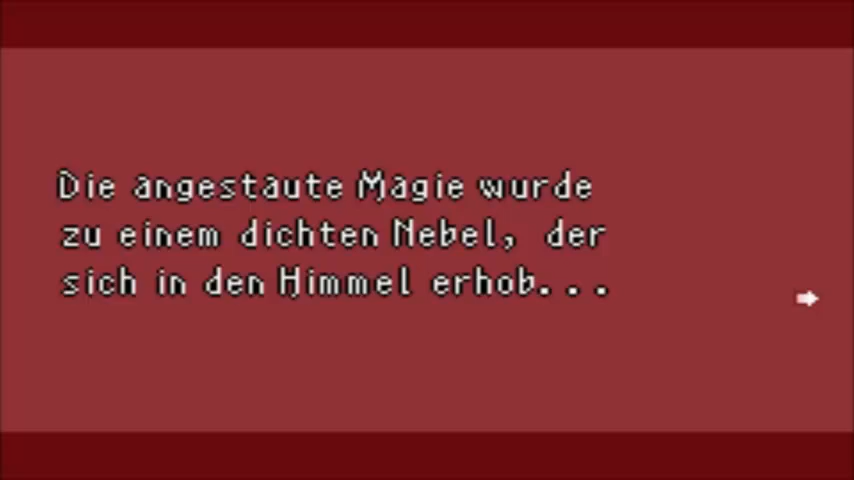 Die angestaute Magie wurde
zu einem dichten Nebel, der
sich in den Himmel erhob...